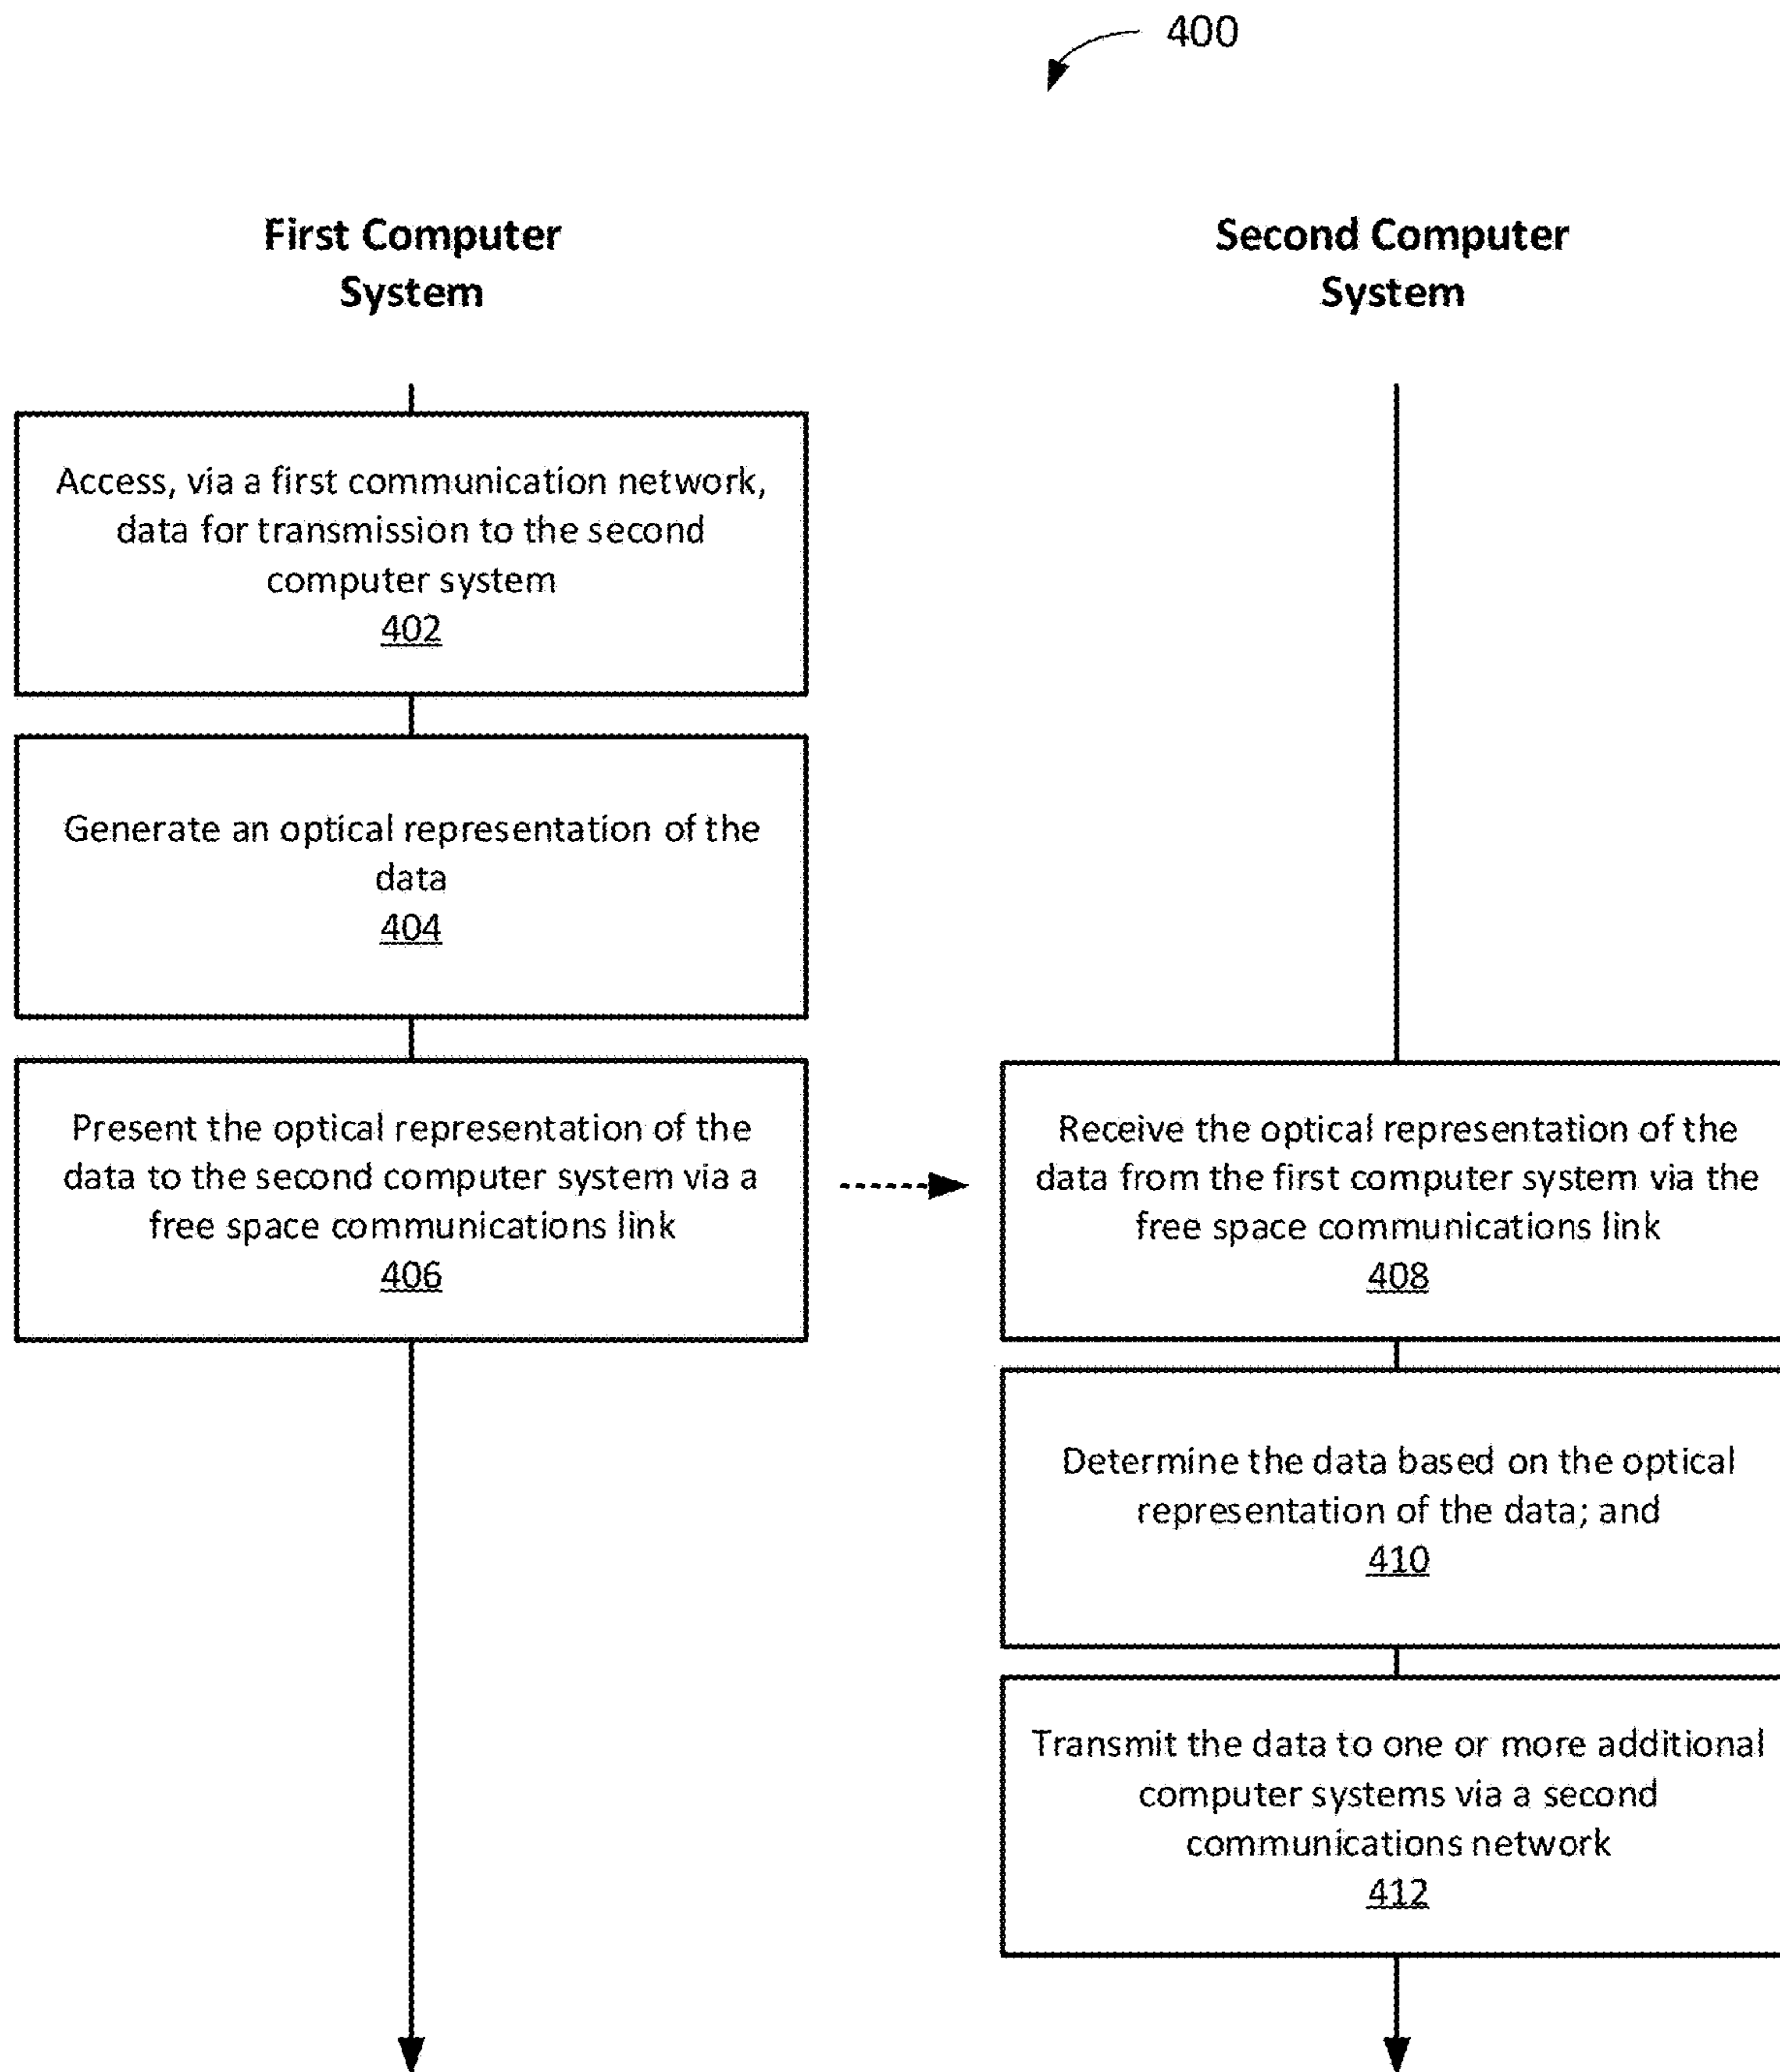 400
First Computer
System
Second Computer
System
Access, via a first communication network,
data for transmission to the second
computer system
402
Generate an optical representation of the
data
404
Present the optical representation of the
data to the second computer system via a
free space communications link
406
Receive the optical representation of the
data from the first computer system via the
free space communications link
408
Determine the data based on the optical
representation of the data; and
410
Transmit the data to one or more additional
computer systems via a second
communications network
412